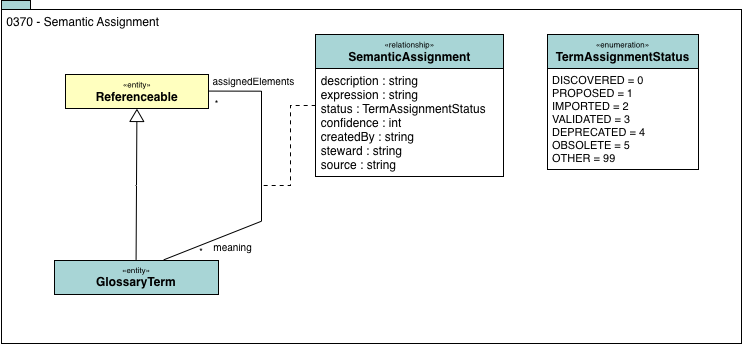 0370 - Semantic Assignment
«entity»
Referenceable
assignedElements
*
«relationship»
SemanticAssignment
description : string
expression : string
status : TermAssignmentStatus
confidence : int
createdBy : string
steward : string
source : string
«enumeration»
TermAssignmentStatus
DISCOVERED = 0
PROPOSED = 1
IMPORTED = 2
VALIDATED = 3
DEPRECATED = 4
OBSOLETE = 5
OTHER = 99
* meaning
«entity»
GlossaryTerm